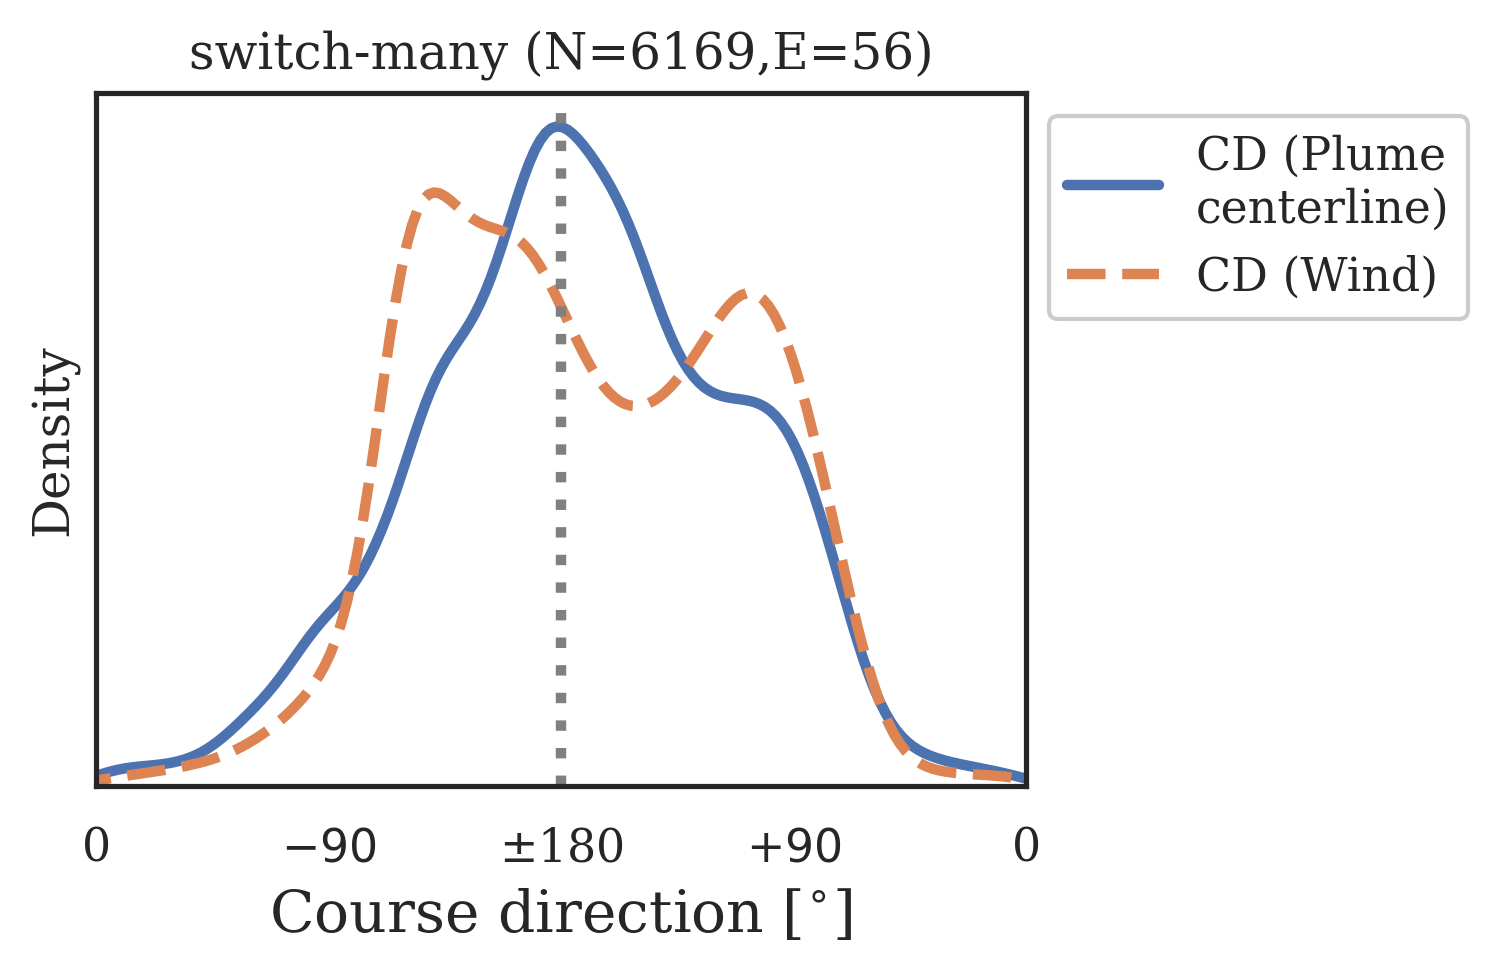 switch-many (N=6169,E=56)
CD (Plume
centerline)
CD (Wind)
Density
0 −90 ±180 +90 0
Course direction [°]